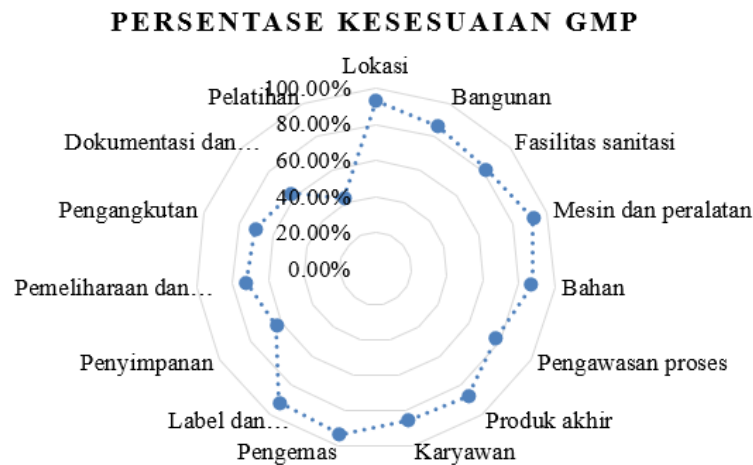 PERSENTASE KESESUAIAN GMP
Lokasi
Bangunan
Fasilitas sanitasi
Mesin dan peralatan
Bahan
Pengawasan proses
Produk akhir
Karyawan
Pengemas
Label dan...
Penyimpanan
Pemeliharaan dan...
Pengangkutan
Dokumentasi dan...
Pelatihan
100.00%
80.00%
60.00%
40.00%
20.00%
0.00%